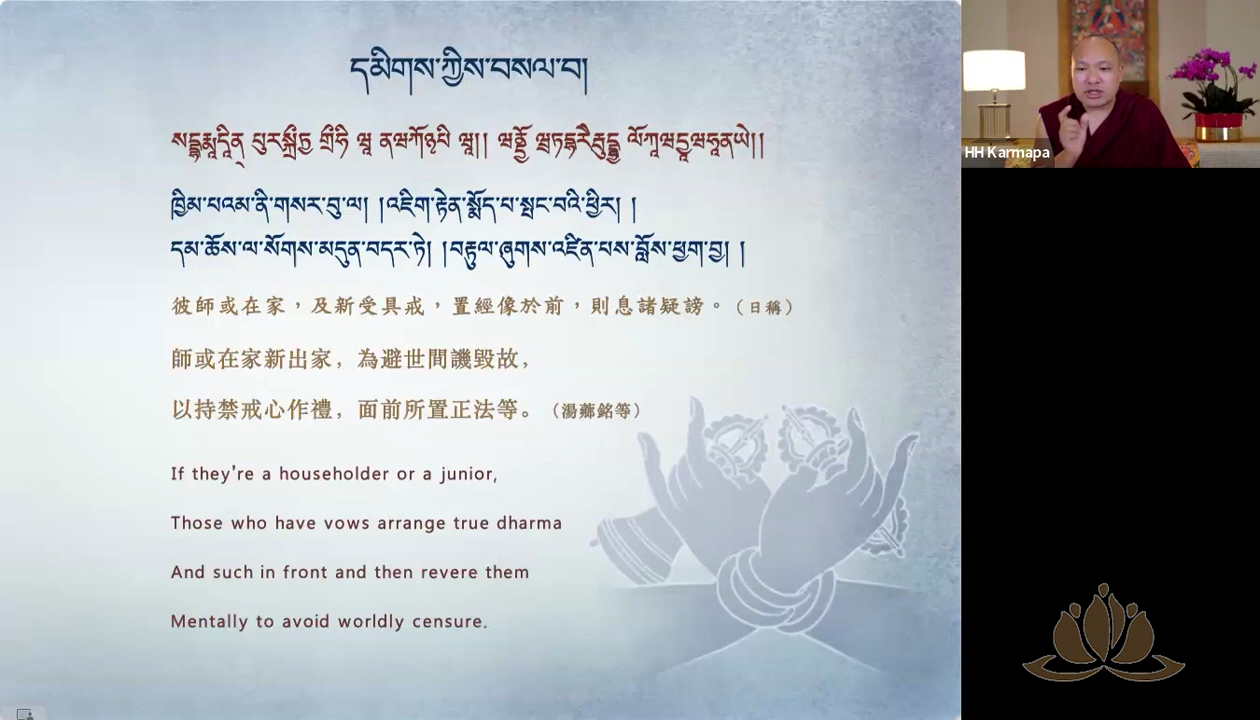 དམིགས་ཀྱིས་བསལ་བ།
ཁྱིམ་པའམ་ནི་གསར་བུ་ལ། །འཇིག་རྟེན་སྨོད་པ་སྤང་བའི་ཕྱིར། །
དམ་ཆོས་ལ་སོགས་མདུན་བདར་ཏེ། །བརྟུལ་ཞུགས་འཛིན་པས་བློས་ཕྱག་བྱ། །
彼師或在家，及新受具戒，置經像於前，則息諸疑謗。（日稱）
師或在家新出家，為避世間譏毀故，
以持禁戒心作禮，面前所置正法等。（湯薌銘等）
If they're a householder or a junior,
Those who have vows arrange true dharma
And such in front and then revere them
Mentally to avoid worldly censure.
HH Karmapa